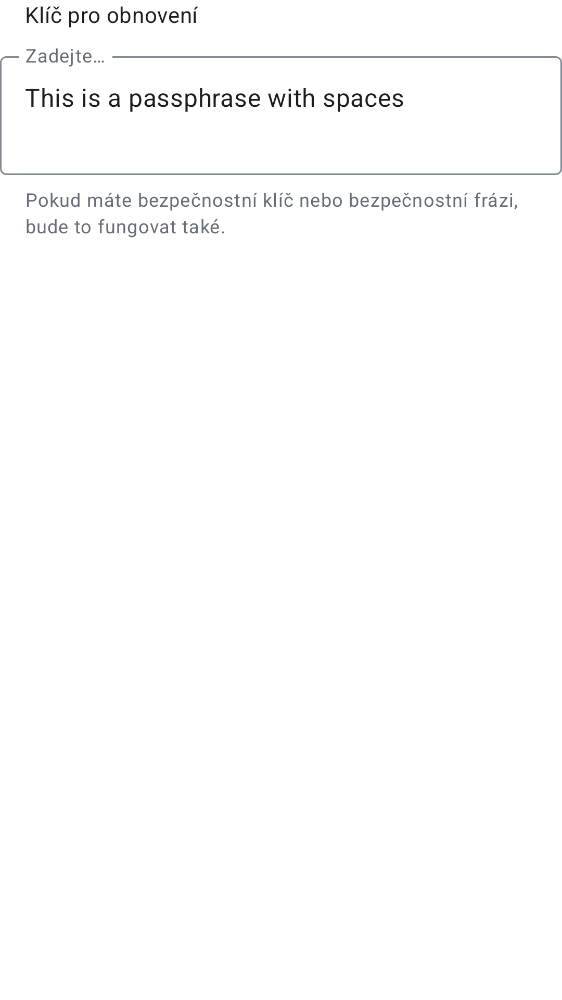 Klíč pro obnovení
Zadejte…
This is a passphrase with spaces
Pokud máte bezpečnostní klíč nebo bezpečnostní frázi,
bude to fungovat také.